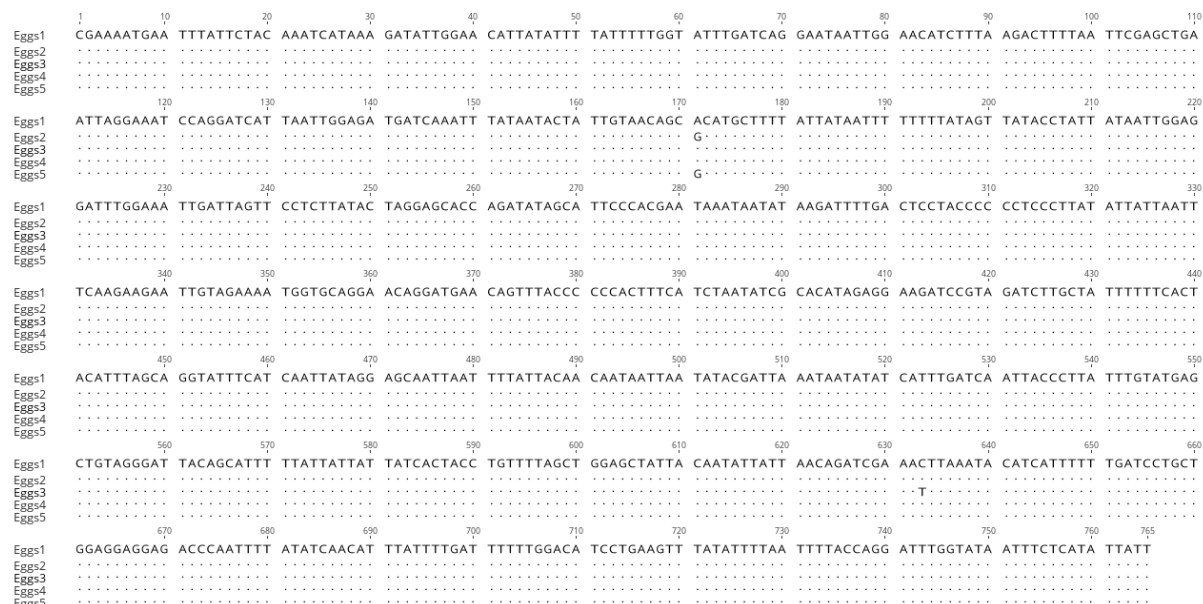 1 10 20 30 40 50 60 70 80 90 100 110
Eggs1 CGAAAATGAA TTTATTCTAC AAATCATAAA GATATTGGAA CATTATATTT TATTTTTGGT ATTTGATCAG GAATAATTGG AACATCTTTA AGACTTTTAA TTCGAGCTGA
Eggs2 .......... .......... .......... .......... .......... .......... .......... .......... .......... .......... ..........
Eggs3 .......... .......... .......... .......... .......... .......... .......... .......... .......... .......... ..........
Eggs4 .......... .......... .......... .......... .......... .......... .......... .......... .......... .......... ..........
Eggs5 .......... .......... .......... .......... .......... .......... .......... .......... .......... .......... ..........
120 130 140 150 160 170 180 190 200 210 220
Eggs1 ATTAGGAAAT CCAGGATCAT TAATTGGAGA TGATCAAATT TATAATACTA TTGTAACAGC ACATGCTTTT ATTATAATTT TTTTTATAGT TATACCTATT ATAATTGGAG
Eggs2 .......... .......... .......... .......... .......... .......... G......... .......... .......... .......... ..........
Eggs3 .......... .......... .......... .......... .......... .......... .......... .......... .......... .......... ..........
Eggs4 .......... .......... .......... .......... .......... .......... .......... .......... .......... .......... ..........
Eggs5 .......... .......... .......... .......... .......... .......... G......... .......... .......... .......... ..........
230 240 250 260 270 280 290 300 310 320 330
Eggs1 GATTTGGAAA TTGATTAGTT CCTCTTATAC TAGGAGCACC AGATATAGCA TTCCCACGAA TAAATAATAT AAGATTTTGA CTCCTACCCC CCTCCCTTAT ATTATTAATT
Eggs2 .......... .......... .......... .......... .......... .......... .......... .......... .......... .......... ..........
Eggs3 .......... .......... .......... .......... .......... .......... .......... .......... .......... .......... ..........
Eggs4 .......... .......... .......... .......... .......... .......... .......... .......... .......... .......... ..........
Eggs5 .......... .......... .......... .......... .......... .......... .......... .......... .......... .......... ..........
340 350 360 370 380 390 400 410 420 430 440
Eggs1 TCAAGAAGAA TTGTAGAAAA TGGTGCAGGA ACAGGATGAA CAGTTTACCC CCCACTTTCA TCTAATATCG CACATAGAGG AAGATCCGTA GATCTTGCTA TTTTTTCACT
Eggs2 .......... .......... .......... .......... .......... .......... .......... .......... .......... .......... ..........
Eggs3 .......... .......... .......... .......... .......... .......... .......... .......... .......... .......... ..........
Eggs4 .......... .......... .......... .......... .......... .......... .......... .......... .......... .......... ..........
Eggs5 .......... .......... .......... .......... .......... .......... .......... .......... .......... .......... ..........
450 460 470 480 490 500 510 520 530 540 550
Eggs1 ACATTTAGCA GGTATTTCAT CAATTATAGG AGCAATTAAT TTTATTACAA CAATAATTAA TATACGATTA AATAATATAT CATTTGATCA ATTACCCTTA TTTGTATGAG
Eggs2 .......... .......... .......... .......... .......... .......... .......... .......... .......... .......... ..........
Eggs3 .......... .......... .......... .......... .......... .......... .......... .......... .......... .......... ..........
Eggs4 .......... .......... .......... .......... .......... .......... .......... .......... .......... .......... ..........
Eggs5 .......... .......... .......... .......... .......... .......... .......... .......... .......... .......... ..........
560 570 580 590 600 610 620 630 640 650 660
Eggs1 CTGTAGGGAT TACAGCATTT TTATTATTAT TATCACTACC TGTTTTAGCT GGAGCTATTA CAATATTATT AACAGATCGA AACTTAAATA CATCATTTTT TGATCCTGCT
Eggs2 .......... .......... .......... .......... .......... .......... .......... .......... .......... .......... ..........
Eggs3 .......... .......... .......... .......... .......... .......... .......... .......... ..T....... .......... ..........
Eggs4 .......... .......... .......... .......... .......... .......... .......... .......... .......... .......... ..........
Eggs5 .......... .......... .......... .......... .......... .......... .......... .......... .......... .......... ..........
670 680 690 700 710 720 730 740 750 760 765
Eggs1 GGAGGAGGAG ACCCAATTTT ATATCAACAT TTATTTTGAT TTTTTGGACA TCCTGAAGTT TATATTTTAA TTTTACCAGG ATTTGGTATA ATTTCTCATA TTATT
Eggs2 .......... .......... .......... .......... .......... .......... .......... .......... .......... .......... .....
Eggs3 .......... .......... .......... .......... .......... .......... .......... .......... .......... .......... .....
Eggs4 .......... .......... .......... .......... .......... .......... .......... .......... .......... .......... .....
Eggs5 .......... .......... .......... .......... .......... .......... .......... .......... .......... .......... .....